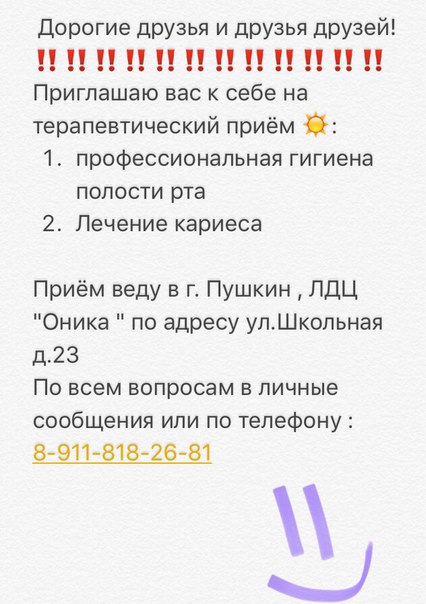 Дорогие друзья и друзья друзей!
‼️‼️‼️‼️‼️‼️‼️‼️‼️‼️‼️‼️
Приглашаю вас к себе на
терапевтический приём ☀️:
1. профессиональная гигиена
полости рта
2. Лечение кариеса
Приём веду в г. Пушкин , ЛДЦ
"Оника " по адресу ул.Школьная
д.23
По всем вопросам в личные
сообщения или по телефону :
8-911-818-26-81